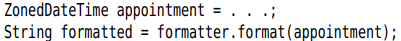 ZonedDateTime appointment = . . .;
String formatted = formatter.format(appointment);